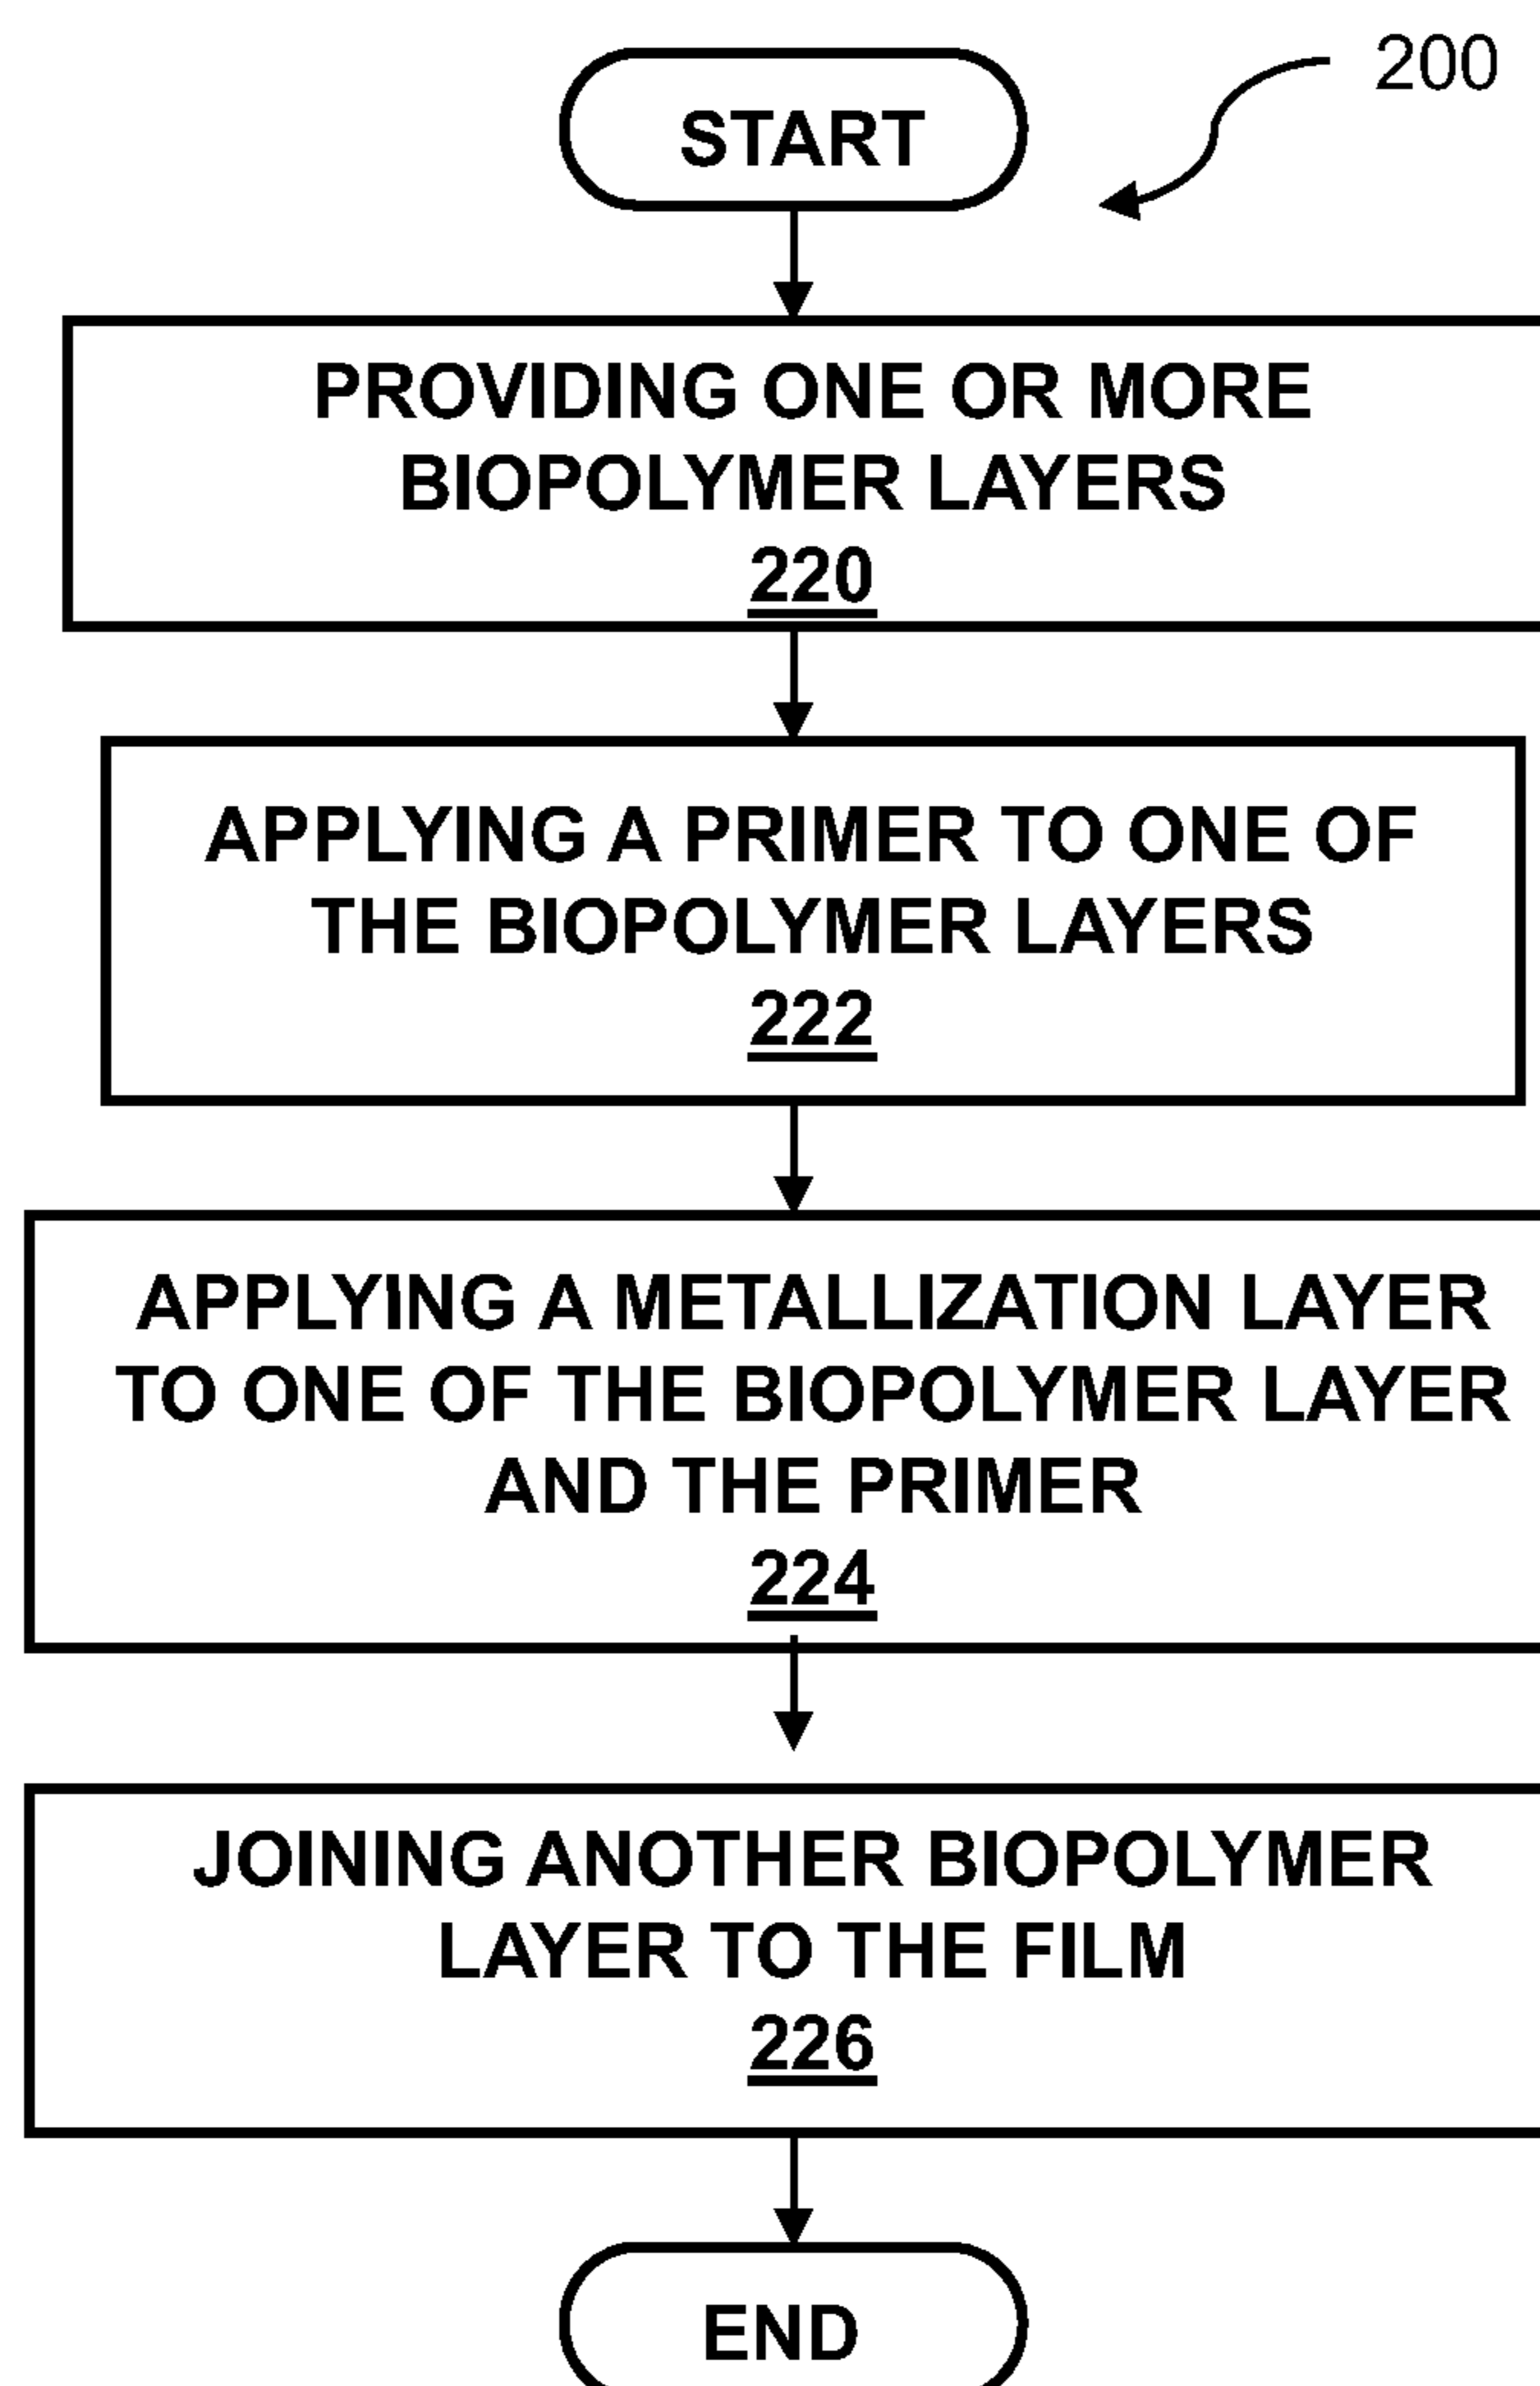 200
START
PROVIDING ONE OR MORE
BIOPOLYMER LAYERS
220
APPLYING A PRIMER TO ONE OF
THE BIOPOLYMER LAYERS
222
APPLYING A METALLIZATION LAYER
TO ONE OF THE BIOPOLYMER LAYER
AND THE PRIMER
224
JOINING ANOTHER BIOPOLYMER
LAYER TO THE FILM
226
END